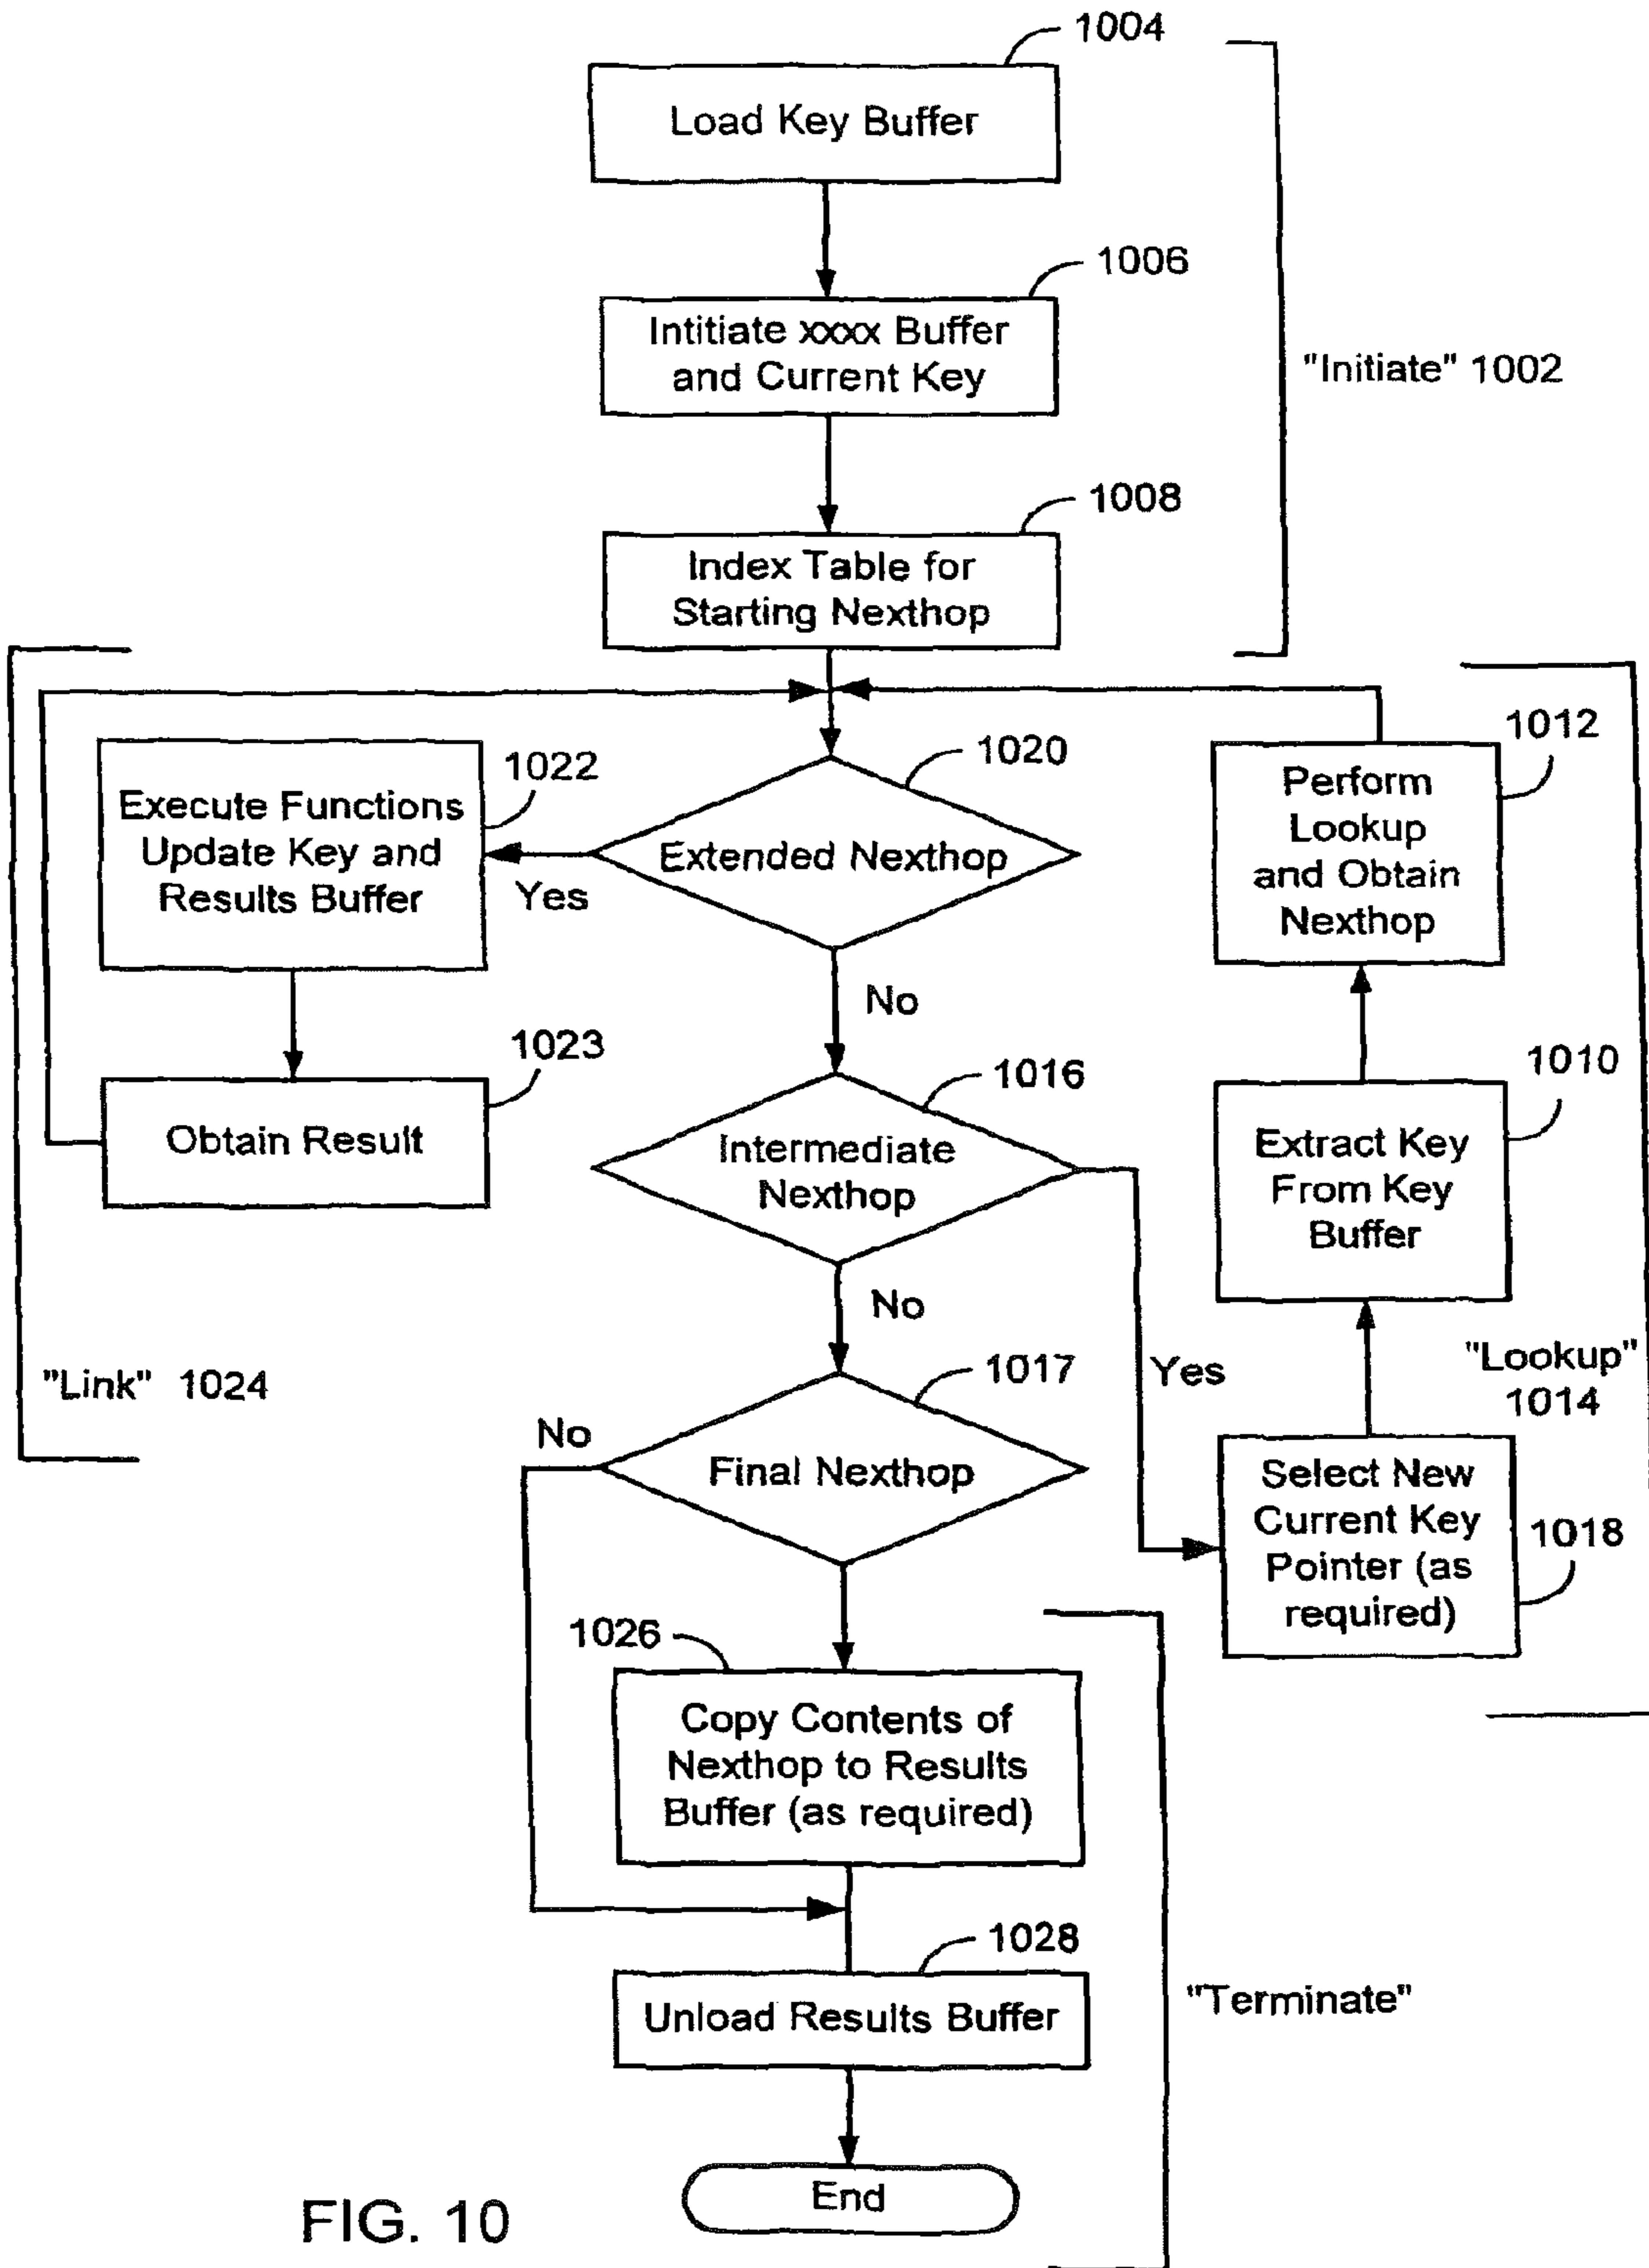 1004
Load Key Buffer
1006
Intitiate xxxx Buffer
and Current Key
"Initiate" 1002
1008
Index Table for
Starting Nexthop
1020
Extended Nexthop
Yes
No
1022
Execute Functions
Update Key and
Results Buffer
1023
Obtain Result
"Link" 1024
1012
Perform
Lookup
and Obtain
Nexthop
1010
Extract Key
From Key
Buffer
"Lookup"
1014
1016
Intermediate
Nexthop
Yes
No
1018
Select New
Current Key
Pointer (as
required)
1017
Final Nexthop
No
1026
Copy Contents of
Nexthop to Results
Buffer (as required)
1028
Unload Results Buffer
"Terminate"
End
FIG. 10